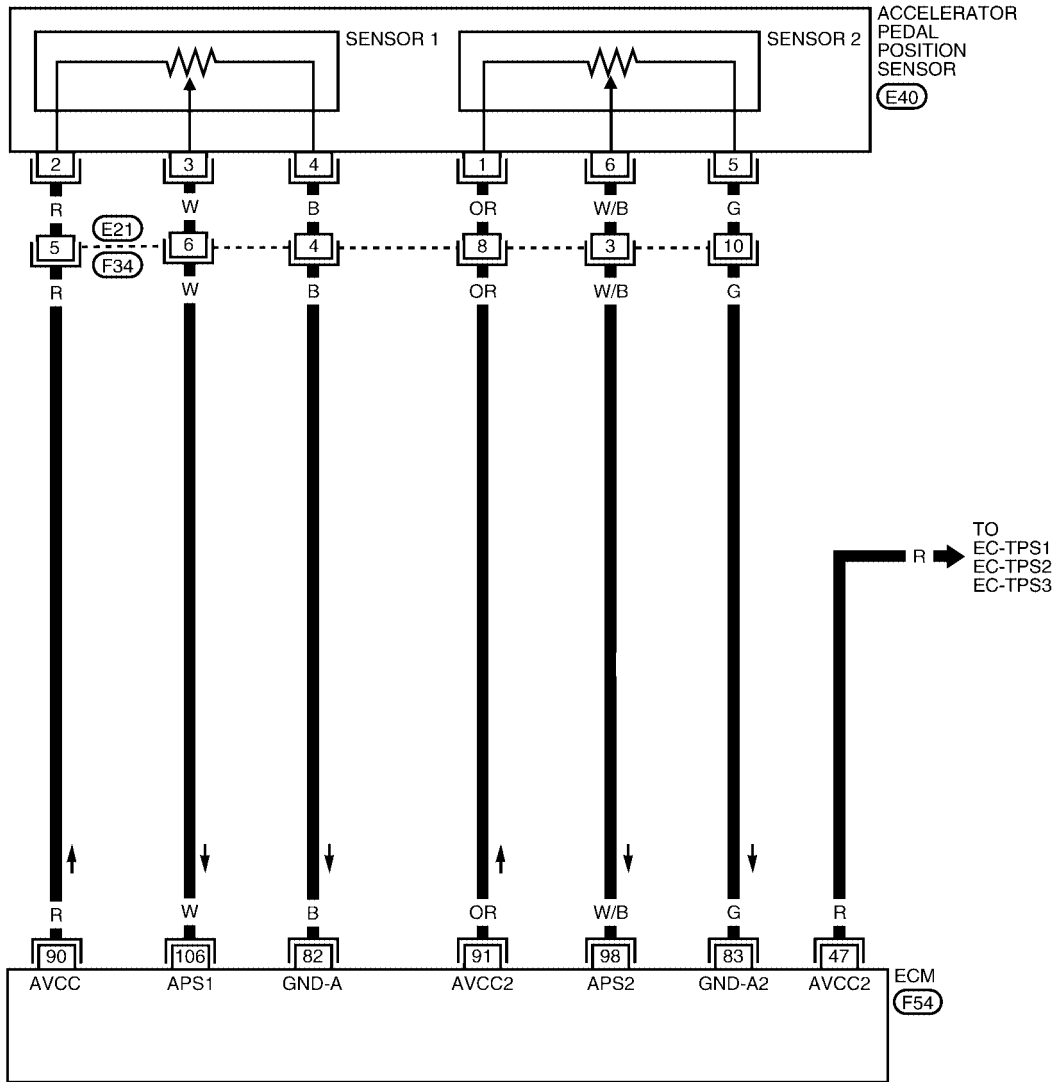 ACCELERATOR
PEDAL
POSITION
SENSOR
E40
SENSOR 1
SENSOR 2
2 3 4 1 6 5
R W B OR W/B G
E21
5 6 4 8 3 10
F34
R W B OR W/B G
TO
EC-TPS1
EC-TPS2
EC-TPS3
R
R W B OR W/B G R
90 106 82 91 98 83 47
AVCC APS1 GND-A AVCC2 APS2 GND-A2 AVCC2
ECM
F54